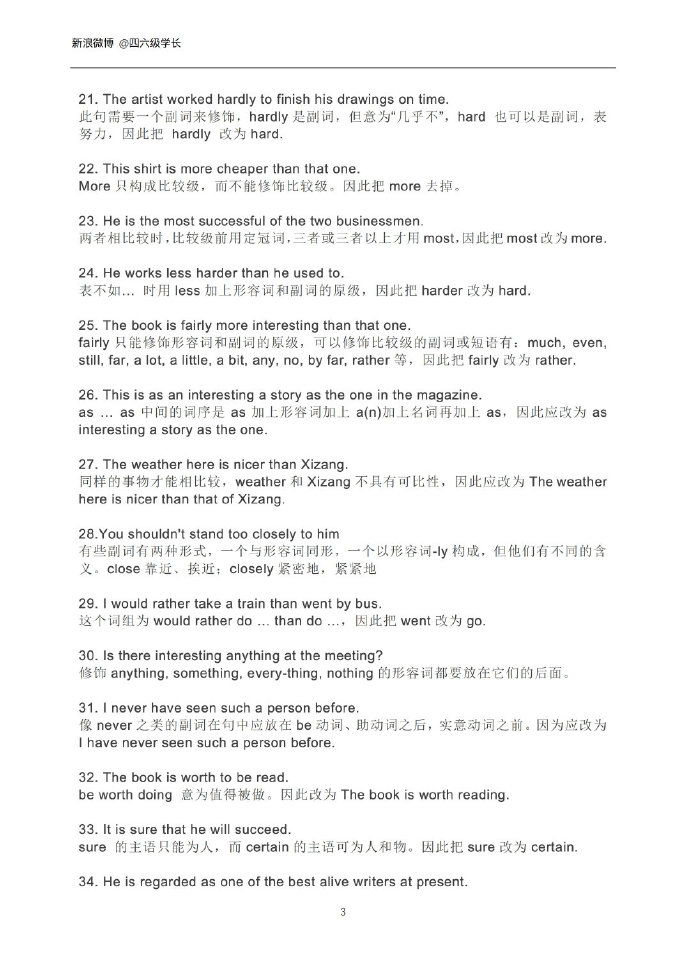 新浪微博 @四六级学长
21. The artist worked hardly to finish his drawings on time.
此句需要一个副词来修饰，hardly 是副词，但意为“几乎不”，hard 也可以是副词，表
努力，因此把 hardly 改为 hard.
22. This shirt is more cheaper than that one.
More 只构成比较级，而不能修饰比较级。因此把 more 去掉。
23. He is the most successful of the two businessmen.
两者相比较时，比较级前用定冠词，三者或三者以上才用 most，因此把 most 改为 more.
24. He works less harder than he used to.
表不如… 时用 less 加上形容词和副词的原级，因此把 harder 改为 hard.
25. The book is fairly more interesting than that one.
fairly 只能修饰形容词和副词的原级，可以修饰比较级的副词或短语有：much, even,
still, far, a lot, a little, a bit, any, no, by far, rather 等，因此把 fairly 改为 rather.
26. This is as an interesting a story as the one in the magazine.
as … as 中间的词序是 as 加上形容词加上 a(n)加上名词再加上 as，因此应改为 as
interesting a story as the one.
27. The weather here is nicer than Xizang.
同样的事物才能相比较，weather 和 Xizang 不具有可比性，因此应改为 The weather
here is nicer than that of Xizang.
28.You shouldn't stand too closely to him
有些副词有两种形式，一个与形容词同形，一个以形容词-ly 构成，但他们有不同的含
义。close 靠近、挨近；closely 紧密地，紧紧地
29. I would rather take a train than went by bus.
这个词组为 would rather do … than do …，因此把 went 改为 go.
30. Is there interesting anything at the meeting?
修饰 anything, something, every-thing, nothing 的形容词都要放在它们的后面。
31. I never have seen such a person before.
像 never 之类的副词在句中应放在 be 动词、助动词之后，实意动词之前。因为应改为
I have never seen such a person before.
32. The book is worth to be read.
be worth doing 意为值得被做。因此改为 The book is worth reading.
33. It is sure that he will succeed.
sure 的主语只能为人，而 certain 的主语可为人和物。因此把 sure 改为 certain.
34. He is regarded as one of the best alive writers at present.
3